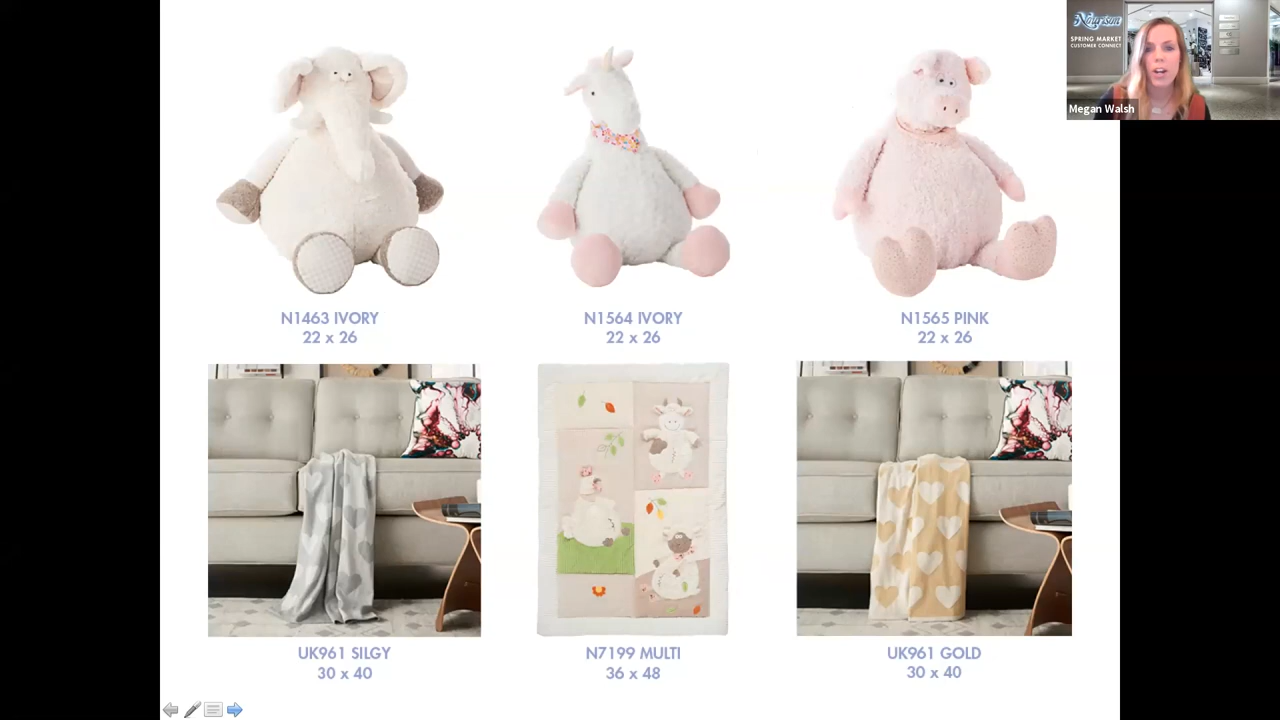 Nourison
SPRING MARKET
CUSTOMER CONNECT
Megan Walsh
N1463 IVORY
22 x 26
N1564 IVORY
22 x 26
N1565 PINK
22 x 26
UK961 SILGY
30 x 40
N7199 MULTI
36 x 48
UK961 GOLD
30 x 40